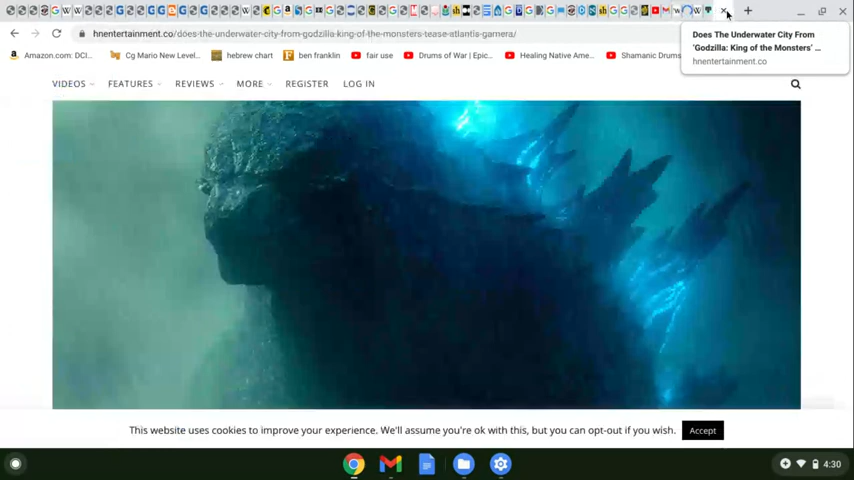 hnentertainment.co/does-the-underwater-city-from-godzilla-king-of-the-monsters-tease-atlantis-gamera/
Does The Underwater City From
'Godzilla: King of the Monsters' ...
hnentertainment.co
Amazon.com: DCI...
Cg Mario New Level...
hebrew chart
ben franklin
fair use
Drums of War | Epic...
Healing Native Ame...
Shamanic Drums
VIDEOS
FEATURES
REVIEWS
MORE
REGISTER
LOG IN
This website uses cookies to improve your experience. We'll assume you're ok with this, but you can opt-out if you wish.
Accept
4:30